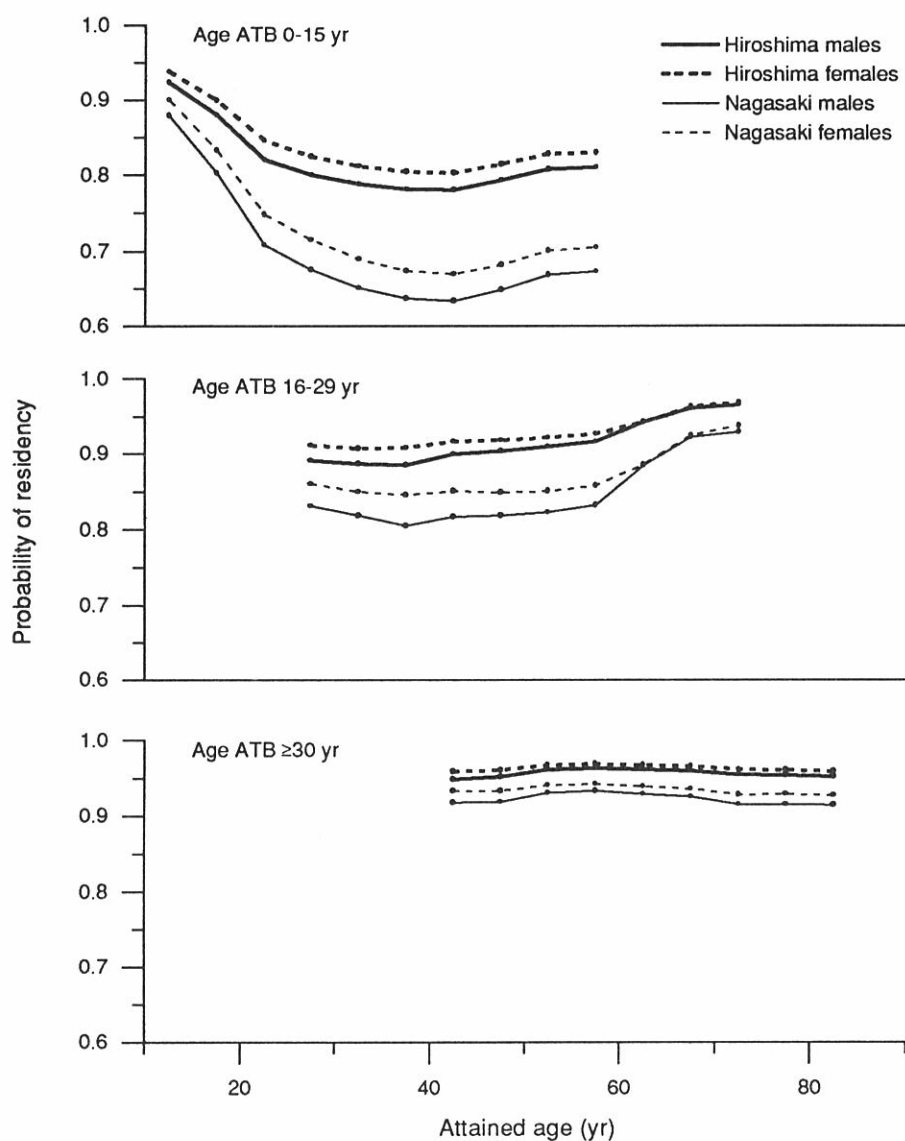 Age ATB 0-15 yr
Hiroshima males
Hiroshima females
Nagasaki males
Nagasaki females
1.0
0.9
0.8
0.7
0.6
Age ATB 16-29 yr
1.0
0.9
0.8
0.7
0.6
Probability of residency
Age ATB ≥30 yr
1.0
0.9
0.8
0.7
0.6
20
40
60
80
Attained age (yr)